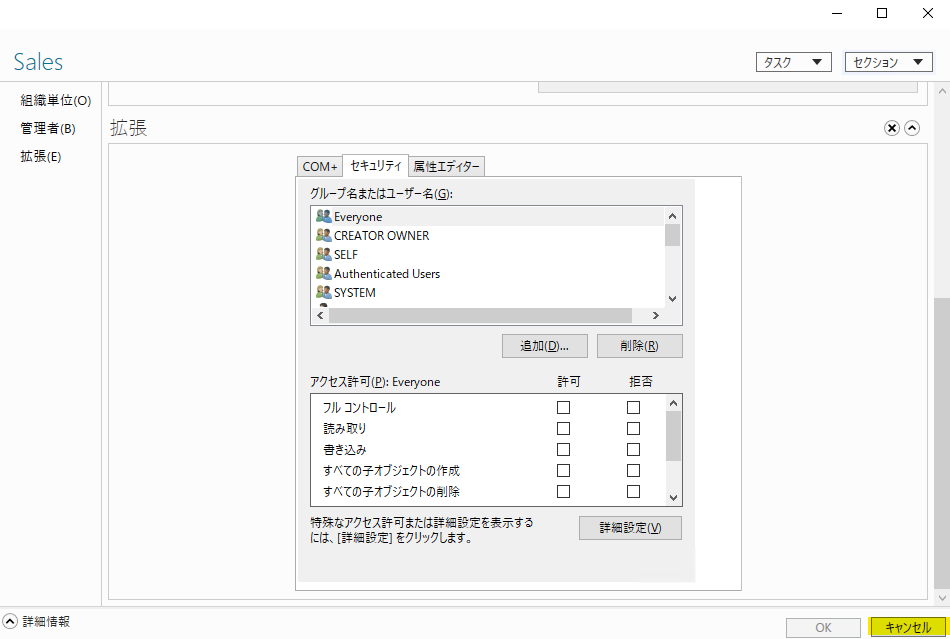 Sales
タスク
セクション
組織単位(O)
管理者(B)
拡張(E)
拡張
COM+
セキュリティ
属性エディター
グループ名またはユーザー名(G):
Everyone
CREATOR OWNER
SELF
Authenticated Users
SYSTEM
追加(D)...
削除(R)
アクセス許可(P): Everyone
許可
拒否
フル コントロール
読み取り
書き込み
すべての子オブジェクトの作成
すべての子オブジェクトの削除
特殊なアクセス許可または詳細設定を表示する
には、[詳細設定] をクリックします。
詳細設定(V)
詳細情報
OK
キャンセル